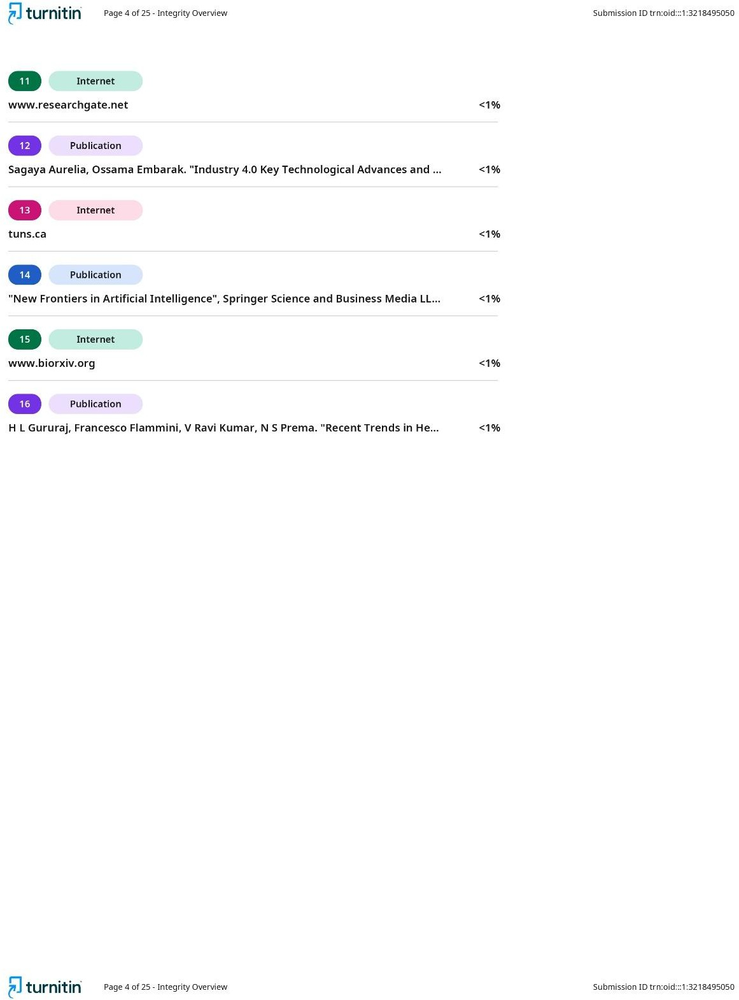 turnitin Page 4 of 25 - Integrity Overview Submission ID trn:oid:::1:3218495050
11 Internet
www.researchgate.net <1%
12 Publication
Sagaya Aurelia, Ossama Embarak. "Industry 4.0 Key Technological Advances and ... <1%
13 Internet
tuns.ca <1%
14 Publication
"New Frontiers in Artificial Intelligence", Springer Science and Business Media LL... <1%
15 Internet
www.biorxiv.org <1%
16 Publication
H L Gururaj, Francesco Flammini, V Ravi Kumar, N S Prema. "Recent Trends in He... <1%
turnitin Page 4 of 25 - Integrity Overview Submission ID trn:oid:::1:3218495050